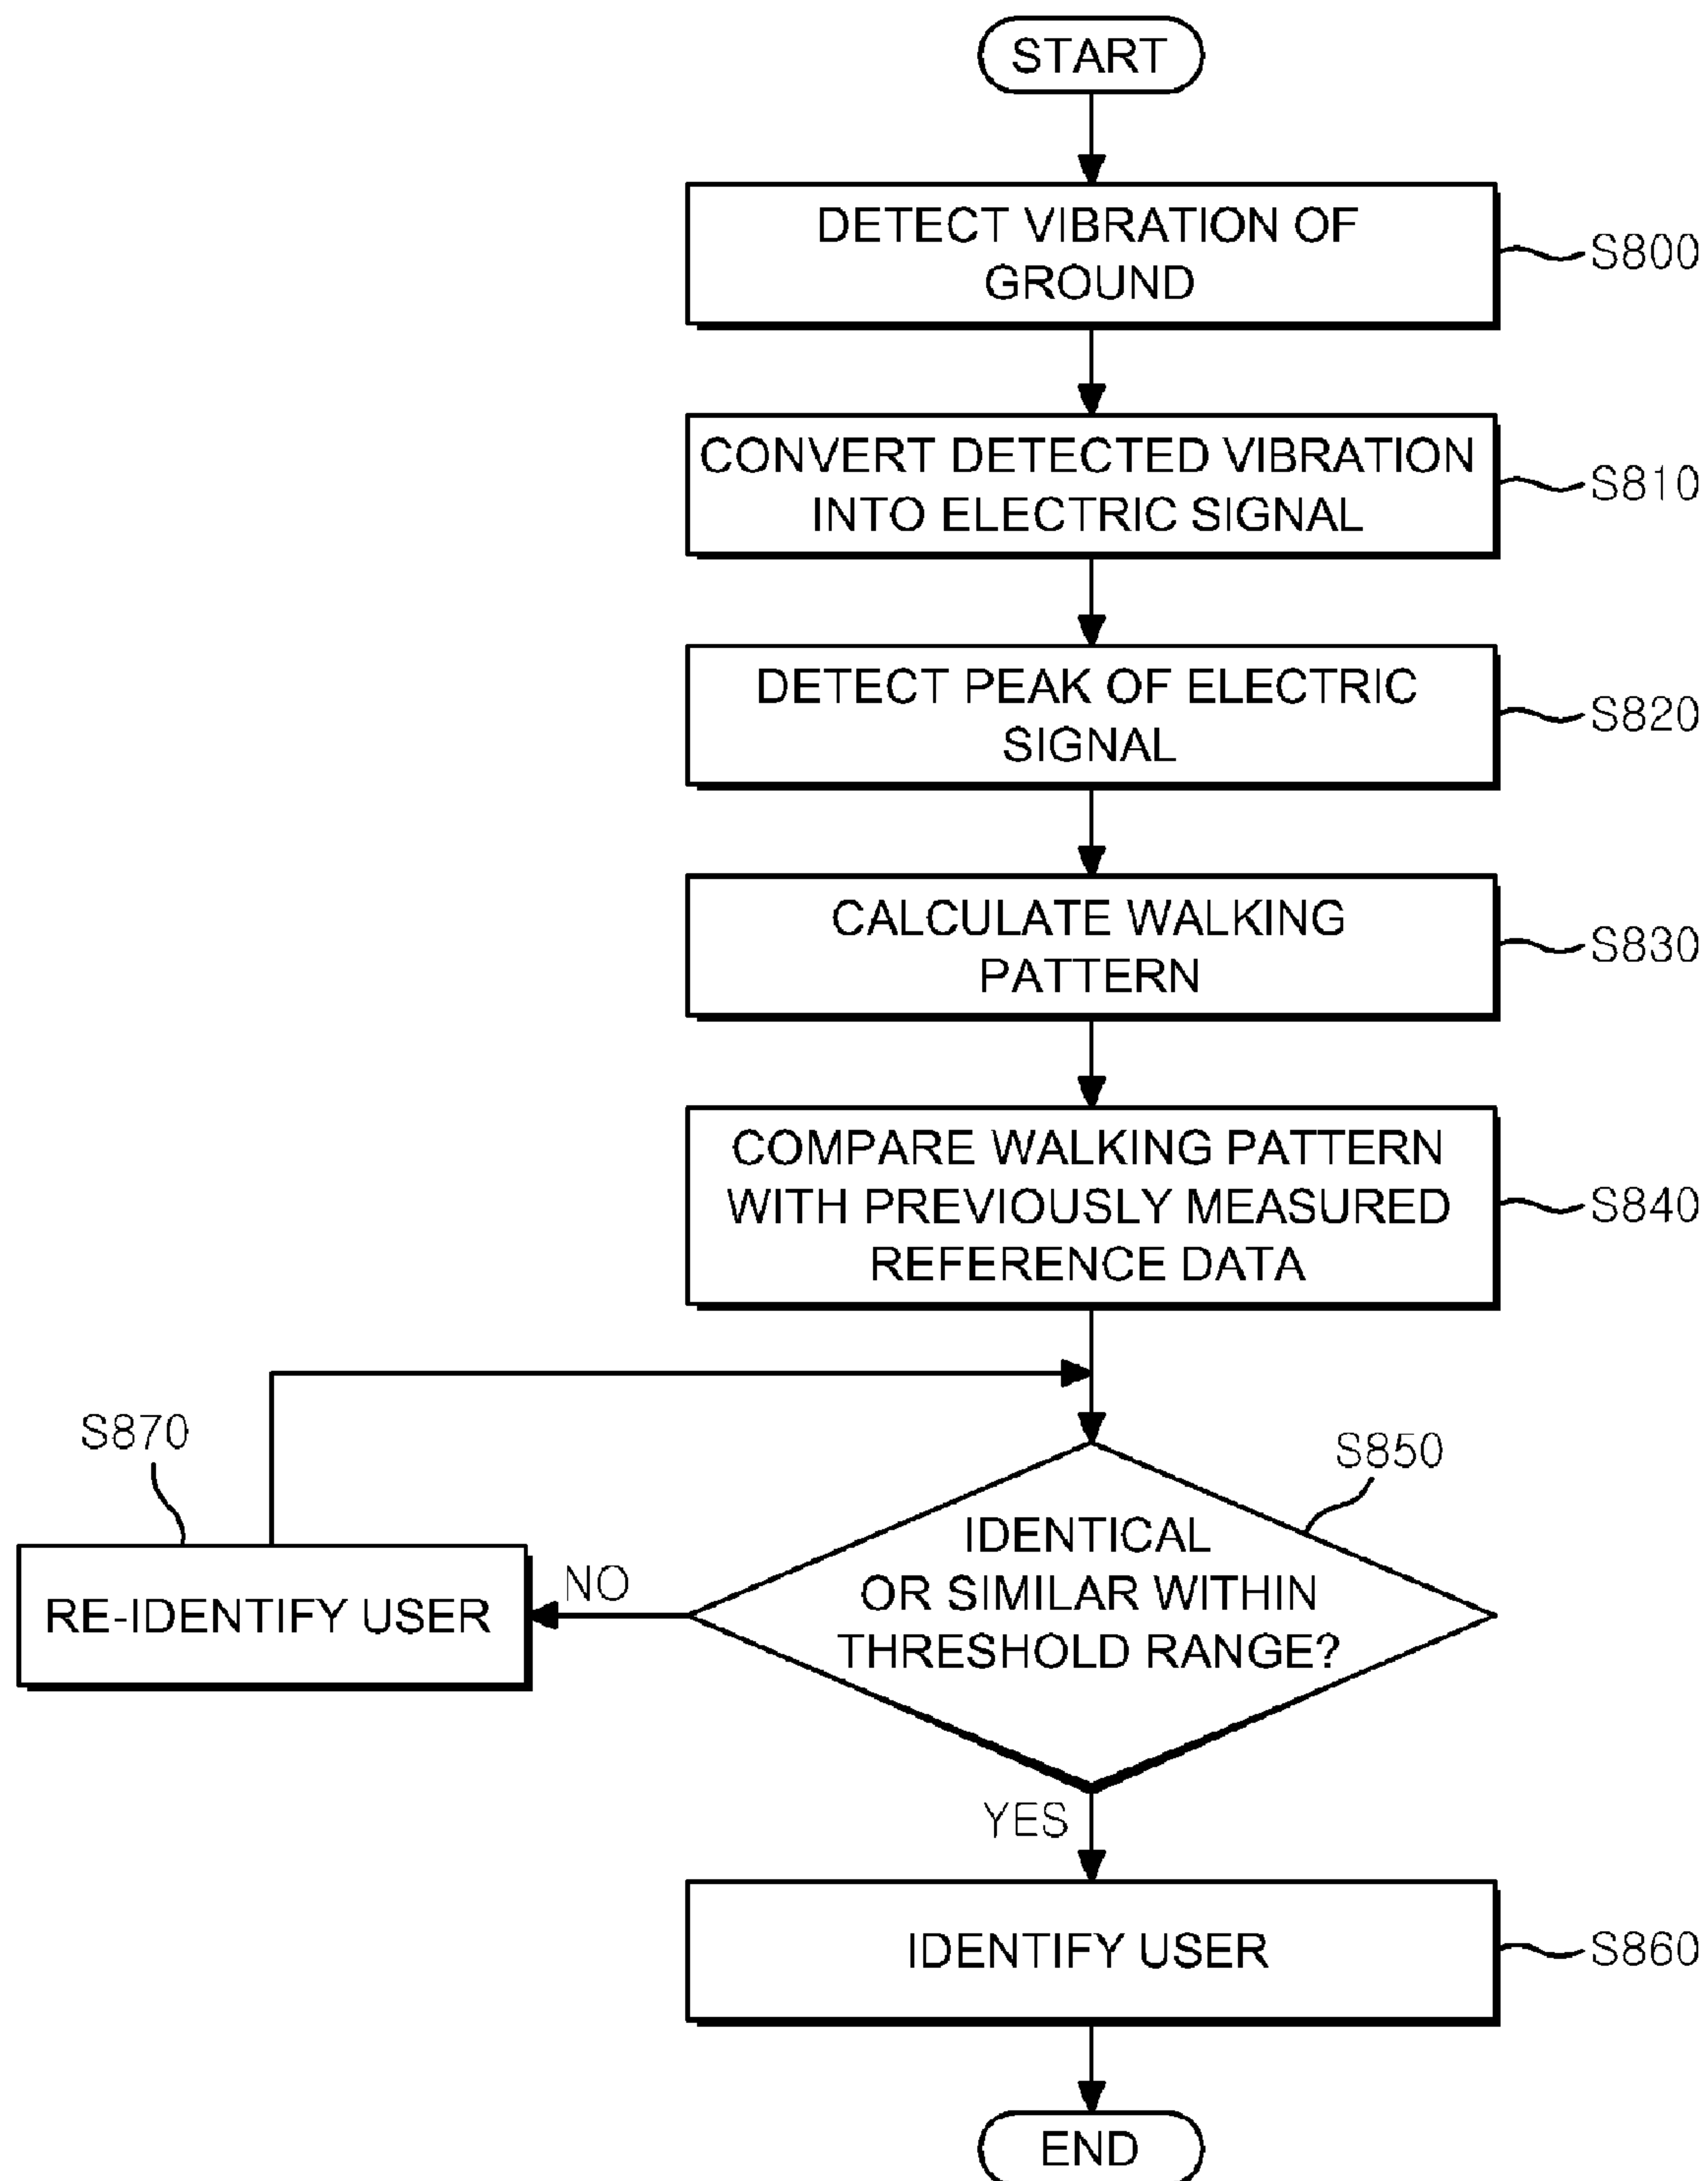 START
DETECT VIBRATION OF
GROUND
S800
CONVERT DETECTED VIBRATION
INTO ELECTRIC SIGNAL
S810
DETECT PEAK OF ELECTRIC
SIGNAL
S820
CALCULATE WALKING
PATTERN
S830
COMPARE WALKING PATTERN
WITH PREVIOUSLY MEASURED
REFERENCE DATA
S840
S870
S850
IDENTICAL
OR SIMILAR WITHIN
THRESHOLD RANGE?
NO
RE-IDENTIFY USER
YES
IDENTIFY USER
S860
END